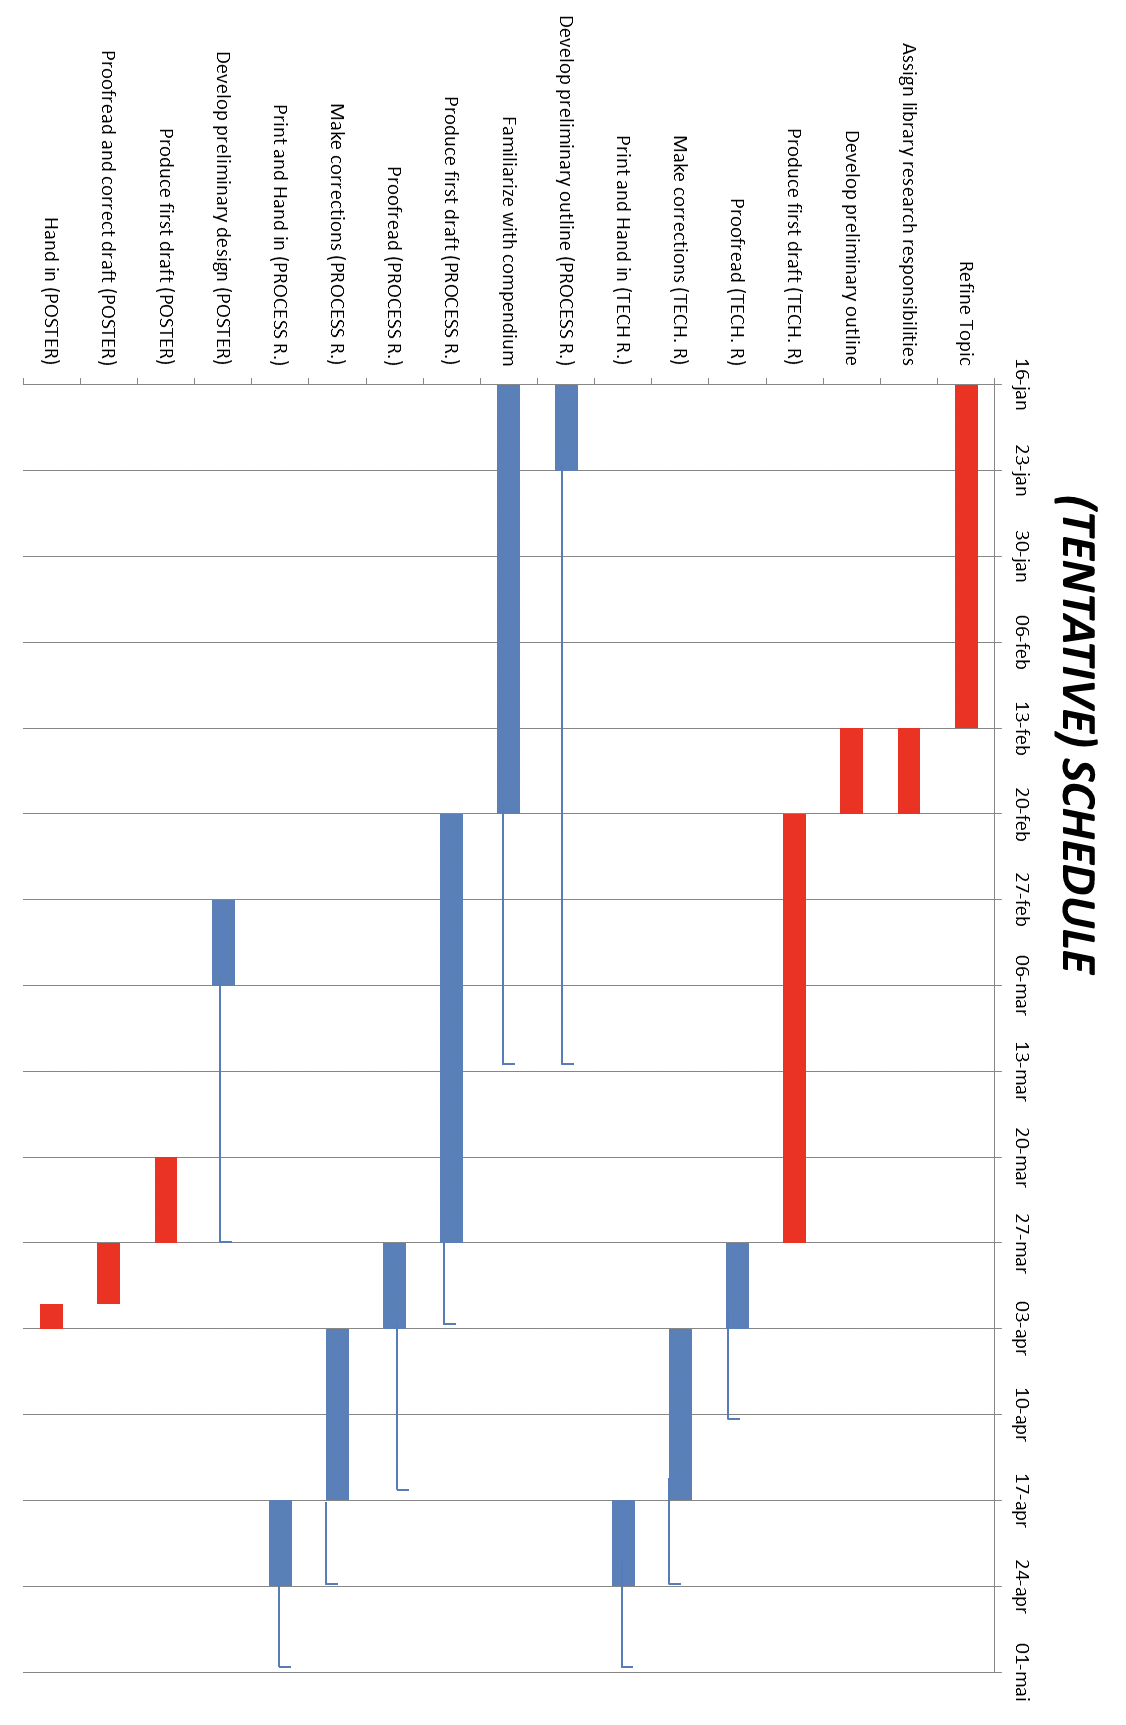 (TENTATIVE) SCHEDULE
16-jan
23-jan
30-jan
06-feb
13-feb
20-feb
27-feb
06-mar
13-mar
20-mar
27-mar
03-apr
10-apr
17-apr
24-apr
01-mai
Refine Topic
Assign library research responsibilities
Develop preliminary outline
Produce first draft (TECH. R)
Proofread (TECH. R)
Make corrections (TECH. R)
Print and Hand in (TECH R.)
Develop preliminary outline (PROCESS R.)
Familiarize with compendium
Produce first draft (PROCESS R.)
Proofread (PROCESS R.)
Make corrections (PROCESS R.)
Print and Hand in (PROCESS R.)
Develop preliminary design (POSTER)
Produce first draft (POSTER)
Proofread and correct draft (POSTER)
Hand in (POSTER)